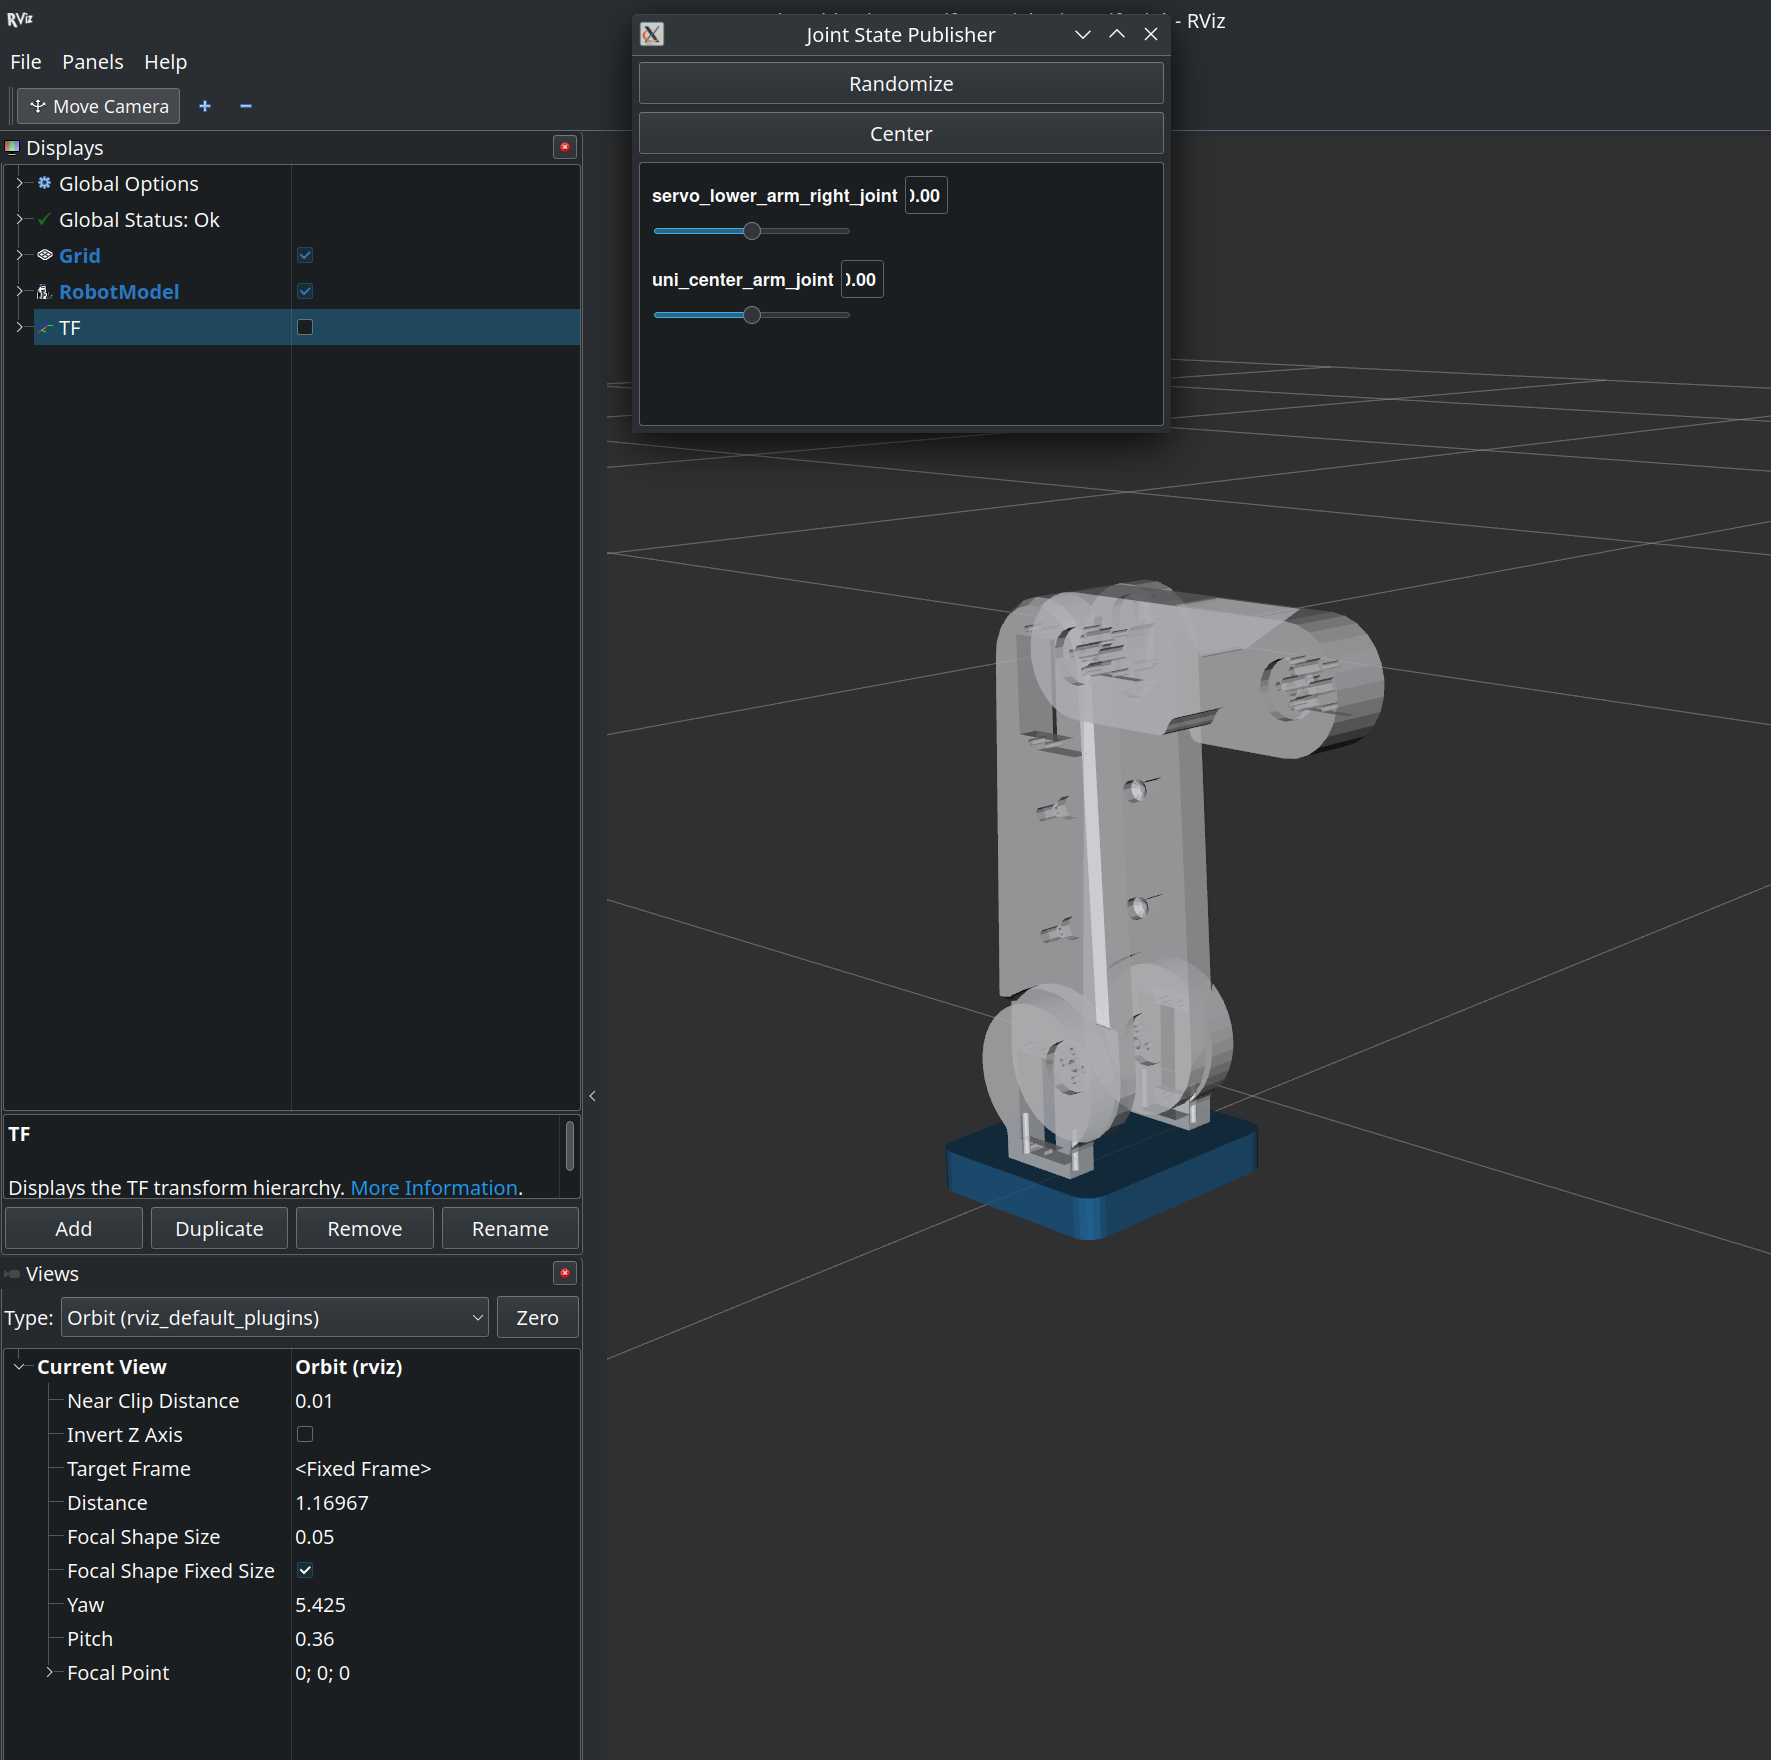 RViz
- RViz
File Panels Help
Move Camera
Displays
Global Options
Global Status: Ok
Grid
RobotModel
TF
Joint State Publisher
Randomize
Center
servo_lower_arm_right_joint .00
uni_center_arm_joint .00
TF
Displays the TF transform hierarchy. More Information.
Add Duplicate Remove Rename
Views
Type: Orbit (rviz_default_plugins) Zero
Current View Orbit (rviz)
Near Clip Distance 0.01
Invert Z Axis
Target Frame <Fixed Frame>
Distance 1.16967
Focal Shape Size 0.05
Focal Shape Fixed Size
Yaw 5.425
Pitch 0.36
Focal Point 0; 0; 0